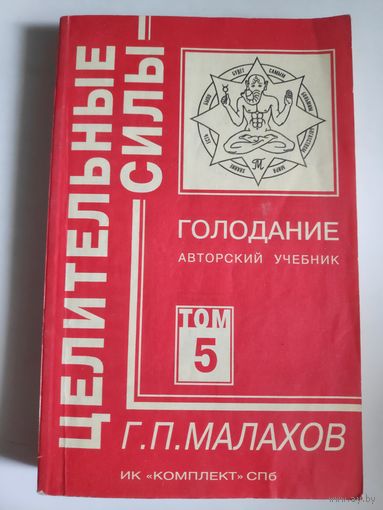 ЦЕЛИТЕЛЬНЫЕ
СИЛЫ
ГОЛОДАНИЕ
АВТОРСКИЙ УЧЕБНИК
ТОМ
5
Г.П.МАЛАХОВ
ИК «КОМПЛЕКТ» СПб